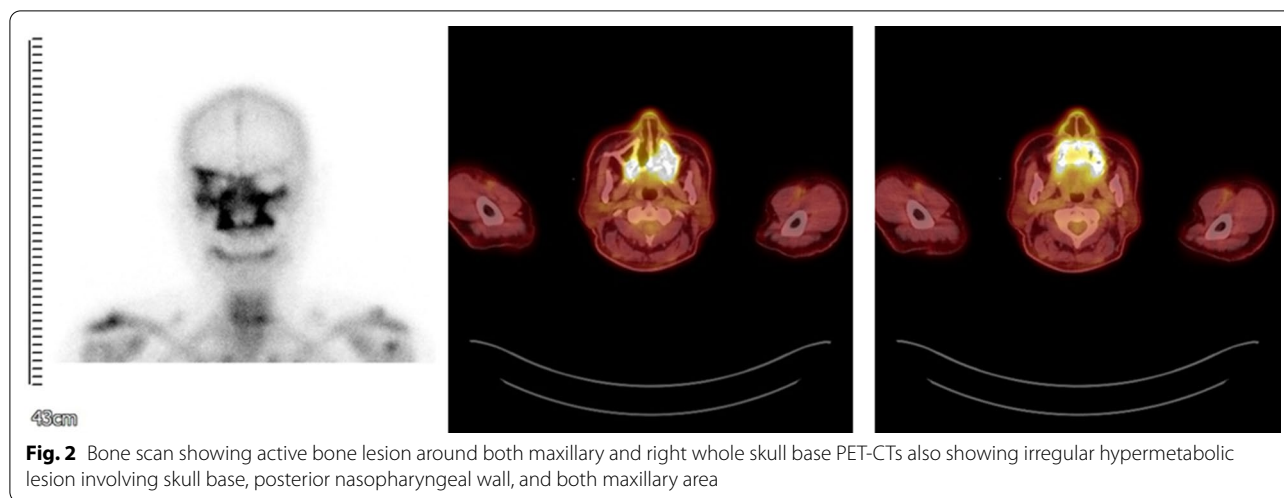 43cm
Fig. 2 Bone scan showing active bone lesion around both maxillary and right whole skull base PET-CTs also showing irregular hypermetabolic
lesion involving skull base, posterior nasopharyngeal wall, and both maxillary area